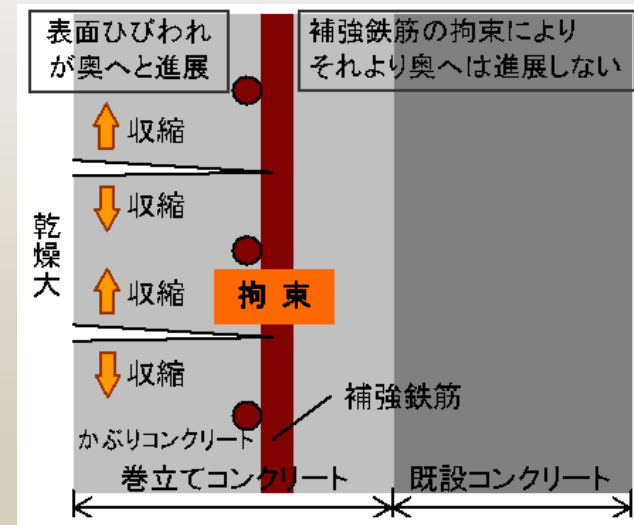 表面ひびわれ
が奥へと進展
補強鉄筋の拘束により
それより奥へは進展しない
収縮
収縮
乾燥大
収縮
拘束
収縮
補強鉄筋
かぶりコンクリート
巻立てコンクリート
既設コンクリート